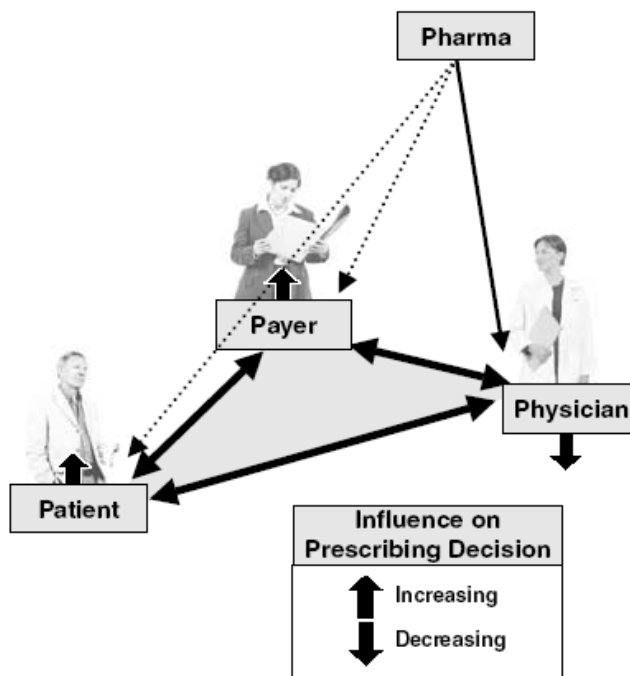 Pharma
Payer
Physician
Patient
Influence on
Prescribing Decision
Increasing
Decreasing